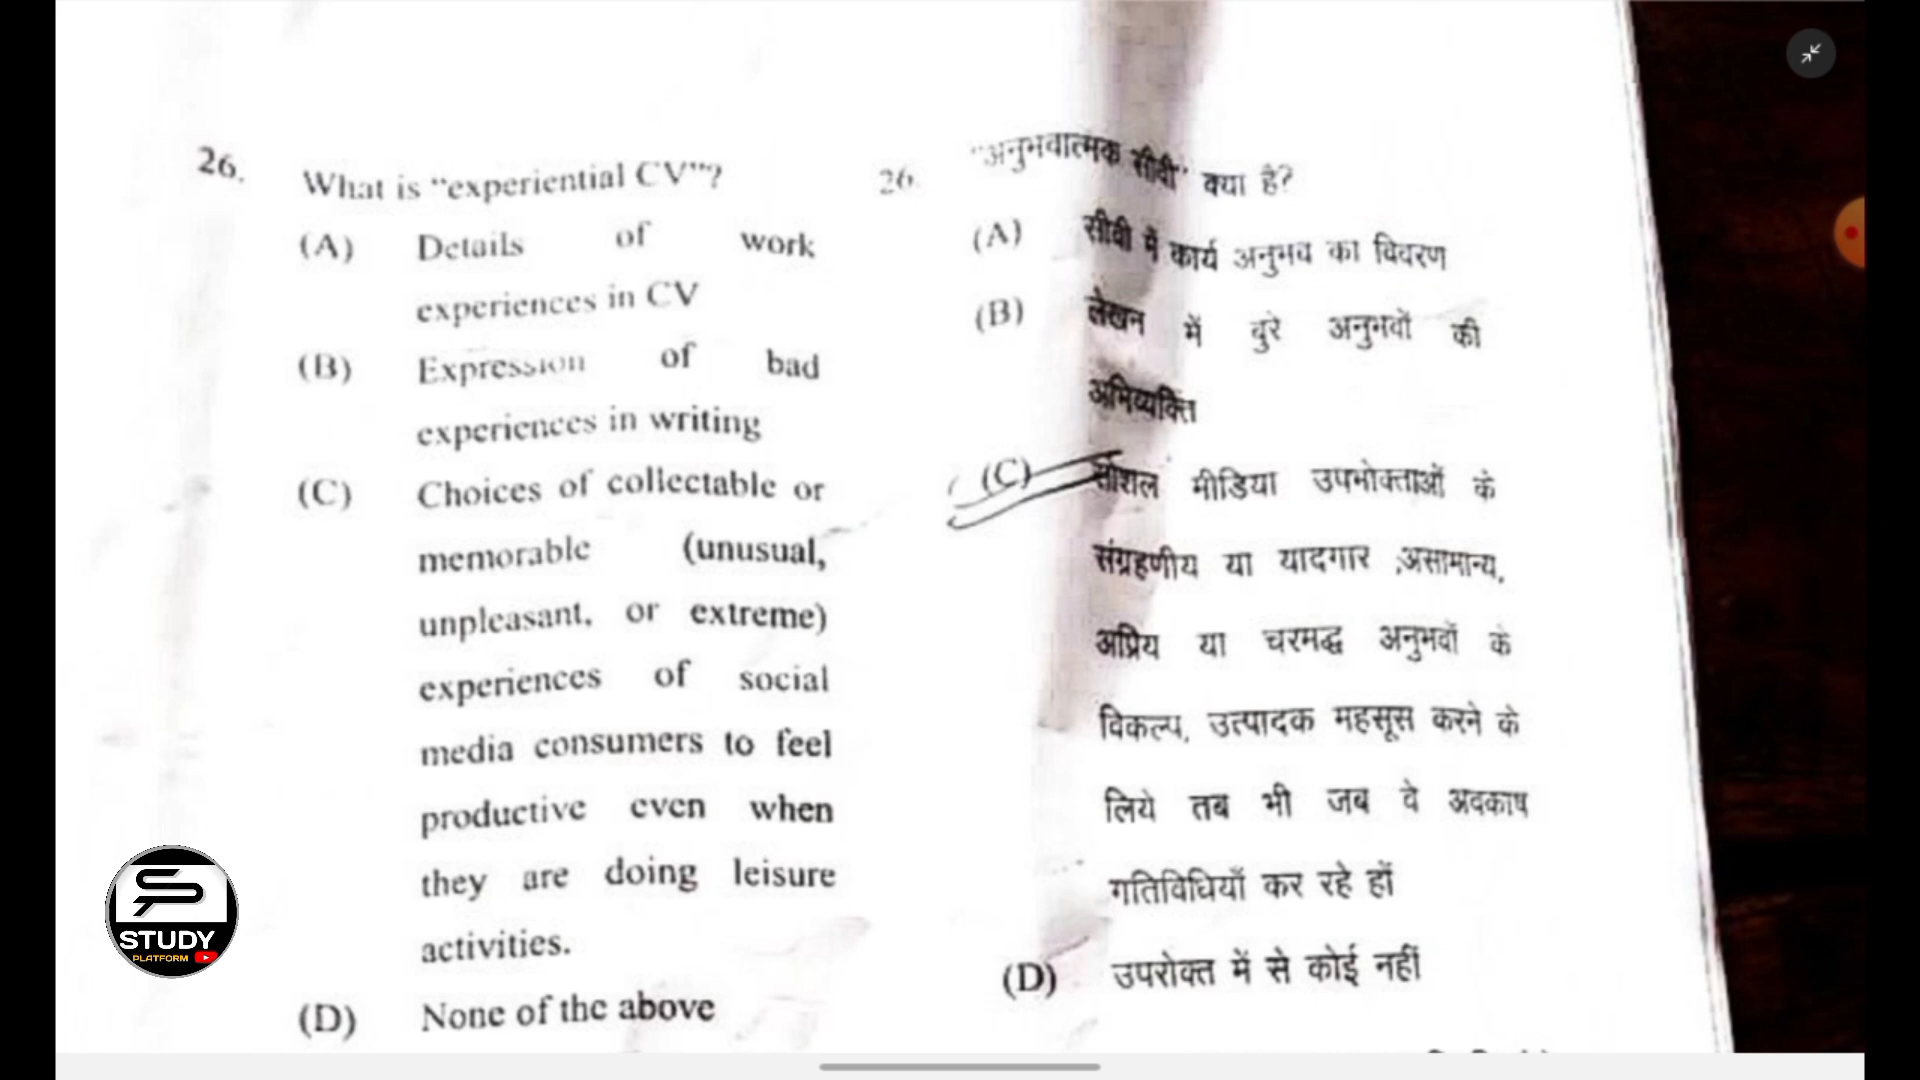 26.
What is "experiential CV"?
(A) Details of work
experiences in CV
(B) Expression of bad
experiences in writing
(C) Choices of collectable or
memorable (unusual,
unpleasant, or extreme)
experiences of social
media consumers to feel
productive even when
they are doing leisure
activities.
(D) None of the above
26.
"अनुभवात्मक सीवी" क्या है?
(A) सीवी में कार्य अनुभव का विवरण
(B) लेखन में बुरे अनुभवों की
अभिव्यक्ति
(C) सोशल मीडिया उपभोक्ताओं के
संग्रहणीय या यादगार ;असामान्य,
अप्रिय या चरमद्ध अनुभवों के
विकल्प, उत्पादक महसूस करने के
लिये तब भी जब वे अवकाष
गतिविधियाँ कर रहे हों
(D) उपरोक्त में से कोई नहीं
STUDY
PLATFORM